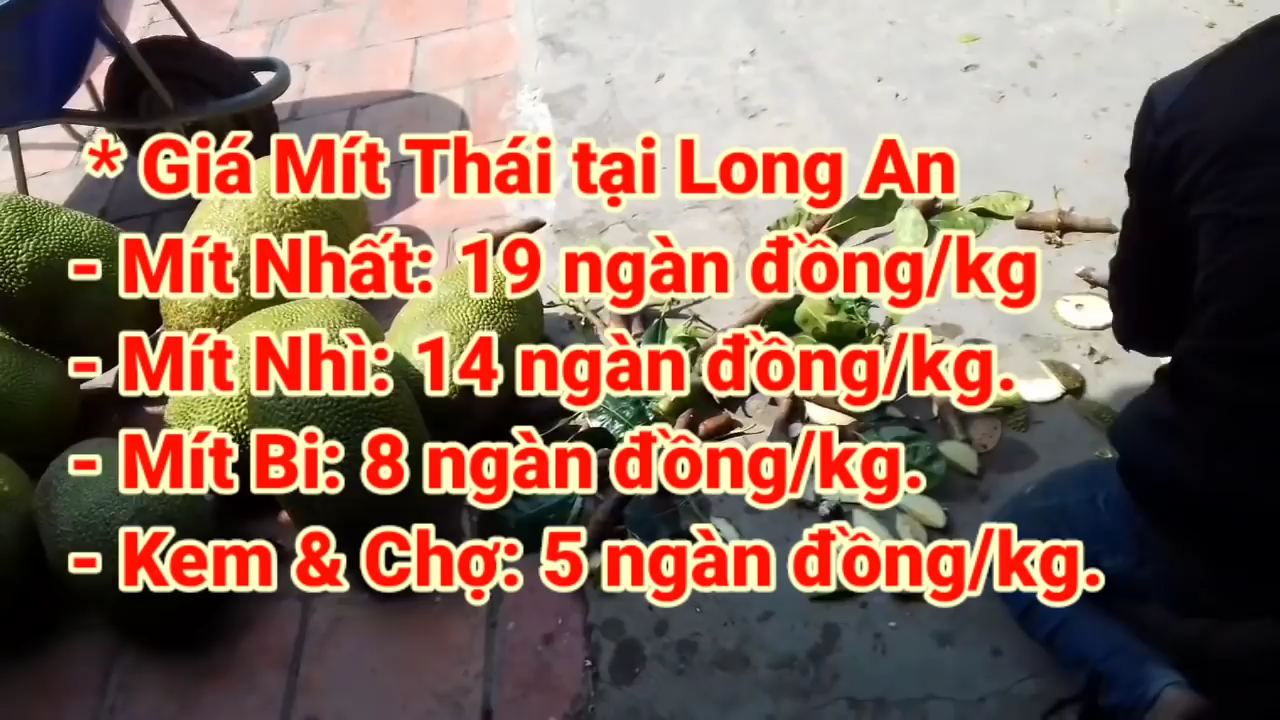 * Giá Mít Thái tại Long An
- Mít Nhất: 19 ngàn đồng/kg
- Mít Nhì: 14 ngàn đồng/kg.
- Mít Bi: 8 ngàn đồng/kg.
- Kem & Chợ: 5 ngàn đồng/kg.